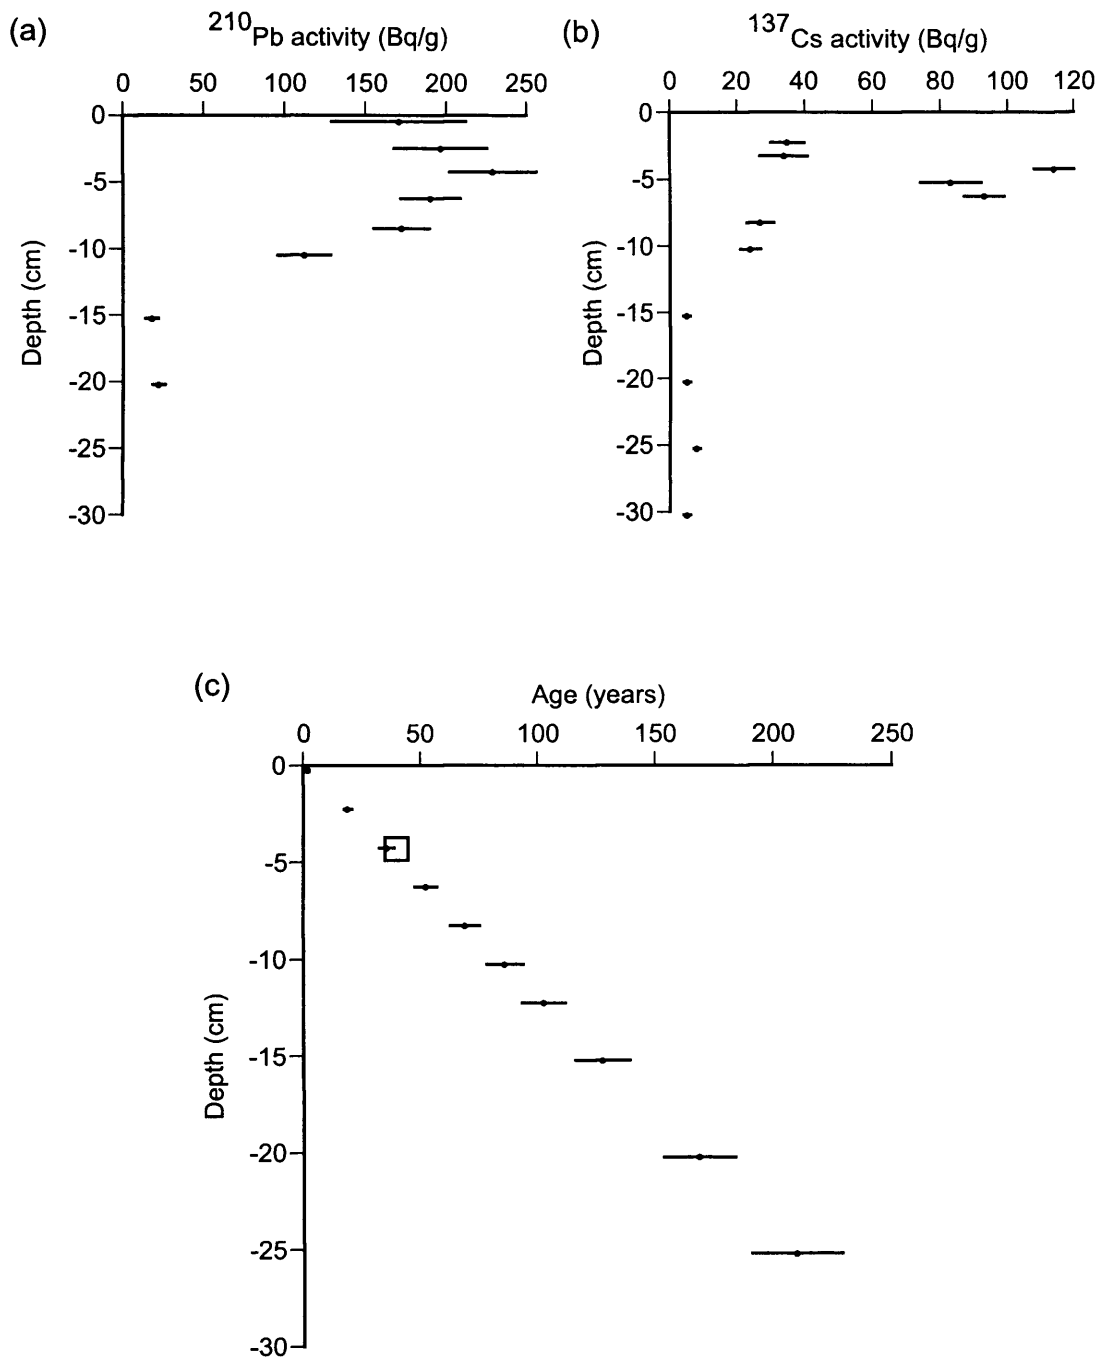 (a)
210Pb activity (Bq/g)
0 50 100 150 200 250
0
-5
-10
-15
-20
-25
-30
Depth (cm)
(b)
137Cs activity (Bq/g)
0 20 40 60 80 100 120
0
-5
-10
-15
-20
-25
-30
Depth (cm)
(c)
Age (years)
0 50 100 150 200 250
0
-5
-10
-15
-20
-25
-30
Depth (cm)